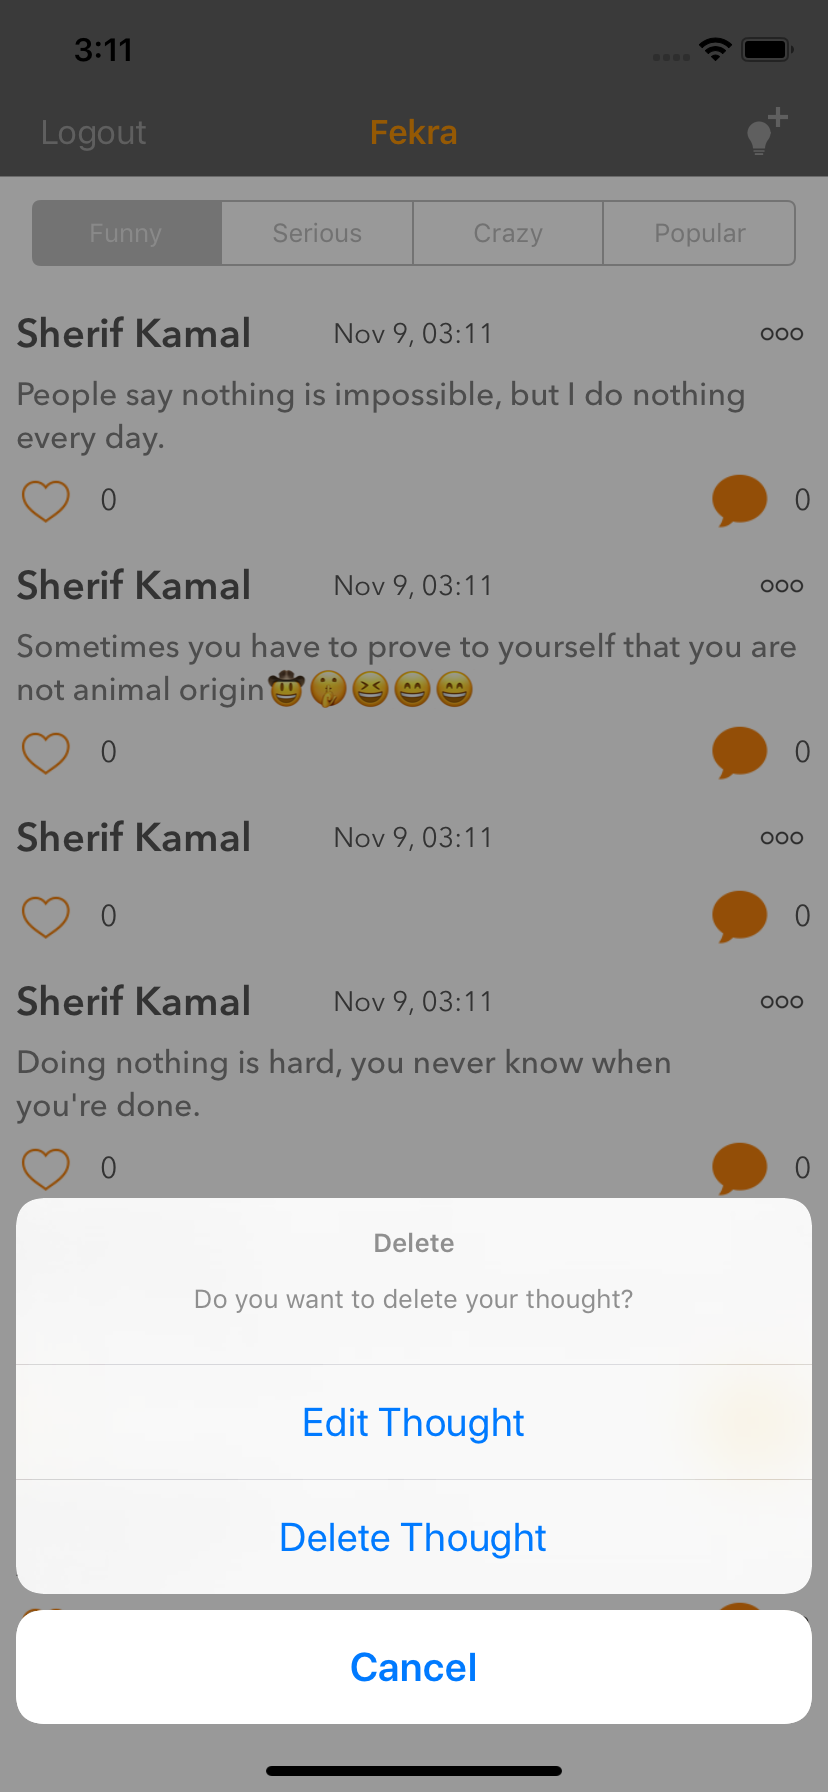 3:11
Logout
Fekra
Funny
Serious
Crazy
Popular
Sherif Kamal
Nov 9, 03:11
People say nothing is impossible, but I do nothing
every day.
0
0
Sherif Kamal
Nov 9, 03:11
Sometimes you have to prove to yourself that you are
not animal origin🤠🤫😆😄😄
0
0
Sherif Kamal
Nov 9, 03:11
0
0
Sherif Kamal
Nov 9, 03:11
Doing nothing is hard, you never know when
you're done.
0
0
Delete
Do you want to delete your thought?
Edit Thought
Delete Thought
Cancel